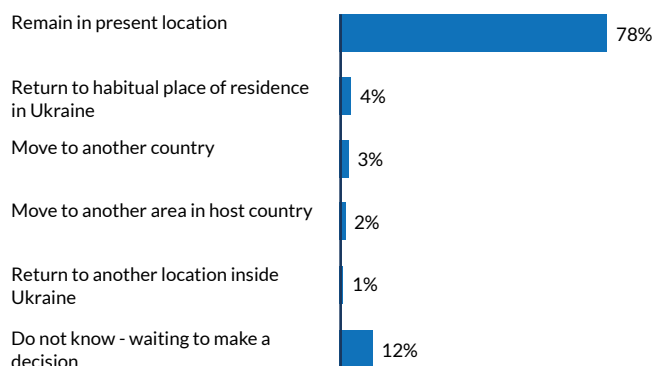 Remain in present location
78%
Return to habitual place of residence
in Ukraine
4%
Move to another country
3%
Move to another area in host country
2%
Return to another location inside
Ukraine
1%
Do not know - waiting to make a
decision
12%